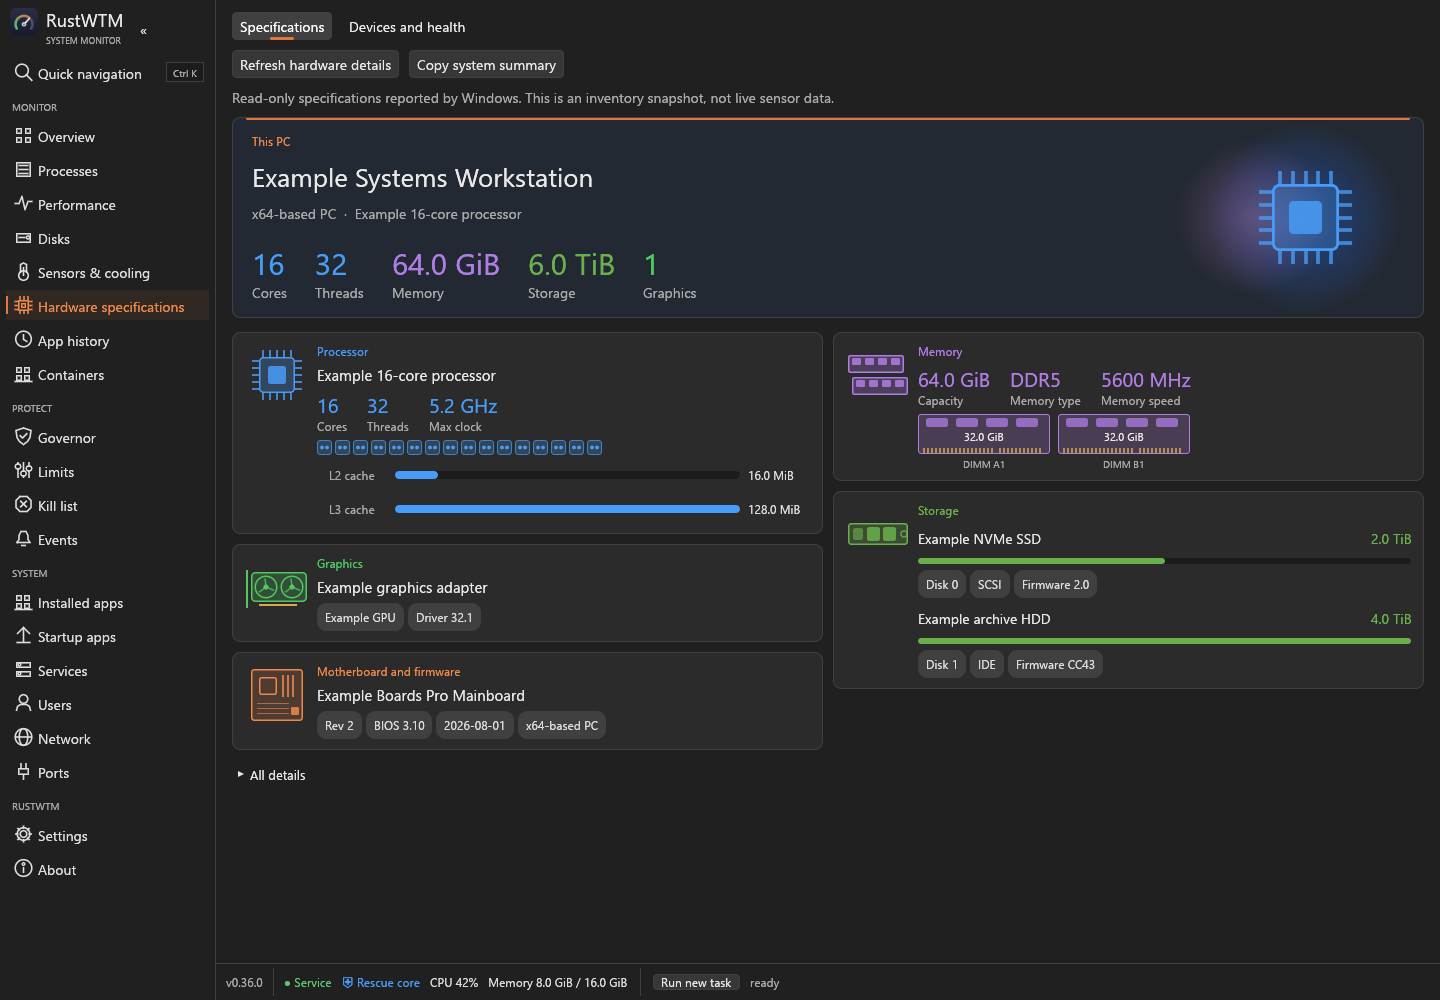 RustWTM
SYSTEM MONITOR
«
Quick navigation
Ctrl K
MONITOR
Overview
Processes
Performance
Disks
Sensors & cooling
Hardware specifications
App history
Containers
PROTECT
Governor
Limits
Kill list
Events
SYSTEM
Installed apps
Startup apps
Services
Users
Network
Ports
RUSTWTM
Settings
About
Specifications Devices and health
Refresh hardware details Copy system summary
Read-only specifications reported by Windows. This is an inventory snapshot, not live sensor data.
This PC
Example Systems Workstation
x64-based PC · Example 16-core processor
16 32 64.0 GiB 6.0 TiB 1
Cores Threads Memory Storage Graphics
Processor
Example 16-core processor
16 32 5.2 GHz
Cores Threads Max clock
L2 cache 16.0 MiB
L3 cache 128.0 MiB
Graphics
Example graphics adapter
Example GPU Driver 32.1
Motherboard and firmware
Example Boards Pro Mainboard
Rev 2 BIOS 3.10 2026-08-01 x64-based PC
All details
Memory
64.0 GiB DDR5 5600 MHz
Capacity Memory type Memory speed
32.0 GiB 32.0 GiB
DIMM A1 DIMM B1
Storage
Example NVMe SSD 2.0 TiB
Disk 0 SCSI Firmware 2.0
Example archive HDD 4.0 TiB
Disk 1 IDE Firmware CC43
v0.36.0 Service Rescue core CPU 42% Memory 8.0 GiB / 16.0 GiB Run new task ready